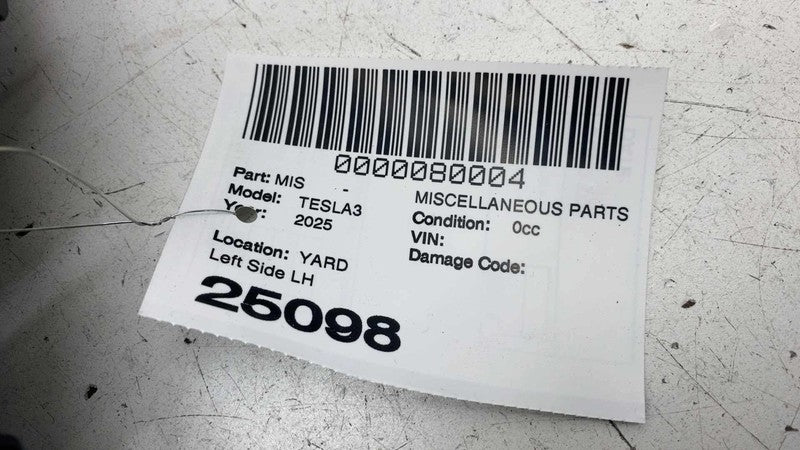 0000080004
Part: MIS - MISCELLANEOUS PARTS
Model: TESLA3 Condition: 0cc
Year: 2025 VIN:
Location: YARD Damage Code:
Left Side LH
25098